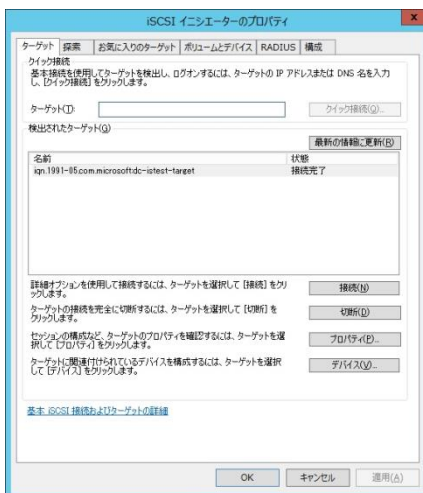 iSCSI イニシエーターのプロパティ
x
ターゲット 探索 お気に入りのターゲット ボリュームとデバイス RADIUS 構成
クイック接続
基本接続を使用してターゲットを検出し、ログオンするには、ターゲットの IP アドレスまたは DNS 名を入力
し、[クイック接続] をクリックします。
ターゲット(T): クイック接続(Q)...
検出されたターゲット(G)
最新の情報に更新(R)
名前 状態
iqn.1991-05.com.microsoft:dc-istest-target 接続完了
詳細オプションを使用して接続するには、ターゲットを選択して [接続] をクリ
ックします。
接続(N)
ターゲットの接続を完全に切断するには、ターゲットを選択して [切断] を
クリックします。
切断(D)
セッションの構成など、ターゲットのプロパティを確認するには、ターゲットを選
択して [プロパティ] をクリックします。
プロパティ(P)...
ターゲットに関連付けられているデバイスを構成するには、ターゲットを選択
して [デバイス] をクリックします。
デバイス(V)...
基本 iSCSI 接続およびターゲットの詳細
OK キャンセル 適用(A)